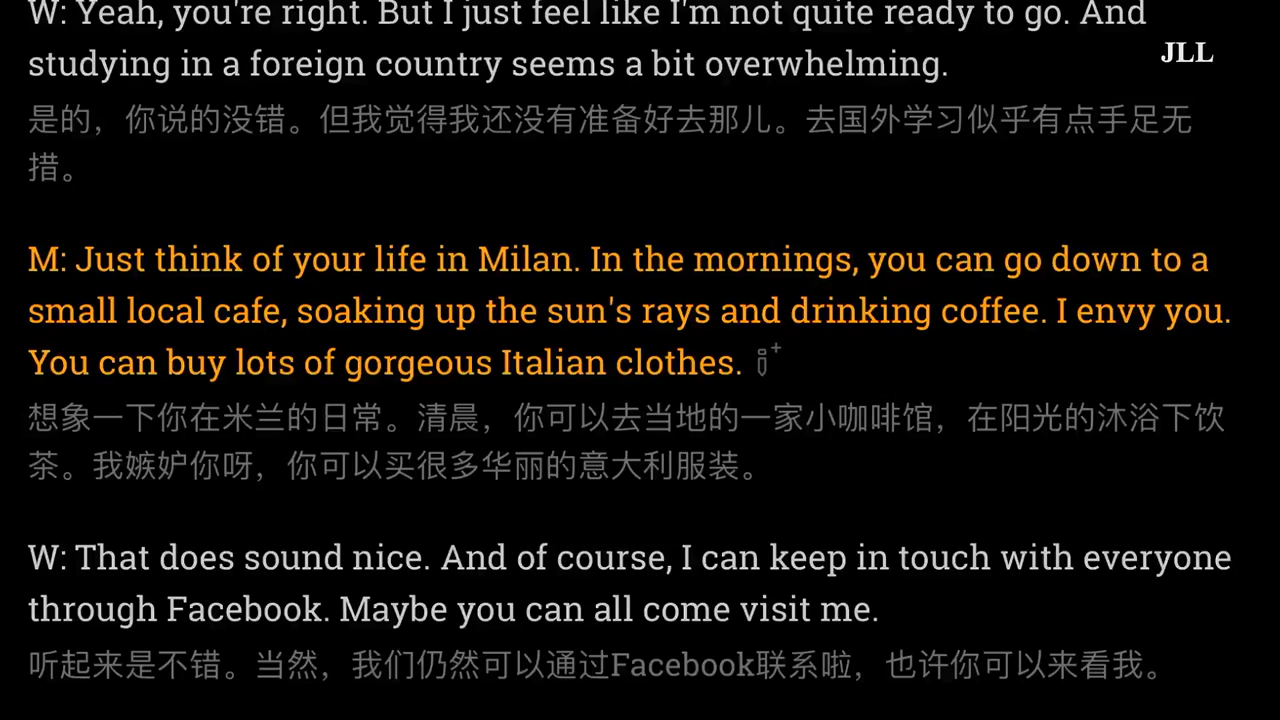 W: Yeah, you're right. But I just feel like I'm not quite ready to go. And
JLL
studying in a foreign country seems a bit overwhelming.
是的，你说的没错。但我觉得我还没有准备好去那儿。去国外学习似乎有点手足无
措。
M: Just think of your life in Milan. In the mornings, you can go down to a
small local cafe, soaking up the sun's rays and drinking coffee. I envy you.
You can buy lots of gorgeous Italian clothes.
想象一下你在米兰的日常。清晨，你可以去当地的一家小咖啡馆，在阳光的沐浴下饮
茶。我嫉妒你呀，你可以买很多华丽的意大利服装。
W: That does sound nice. And of course, I can keep in touch with everyone
through Facebook. Maybe you can all come visit me.
听起来是不错。当然，我们仍然可以通过Facebook联系啦，也许你可以来看我。